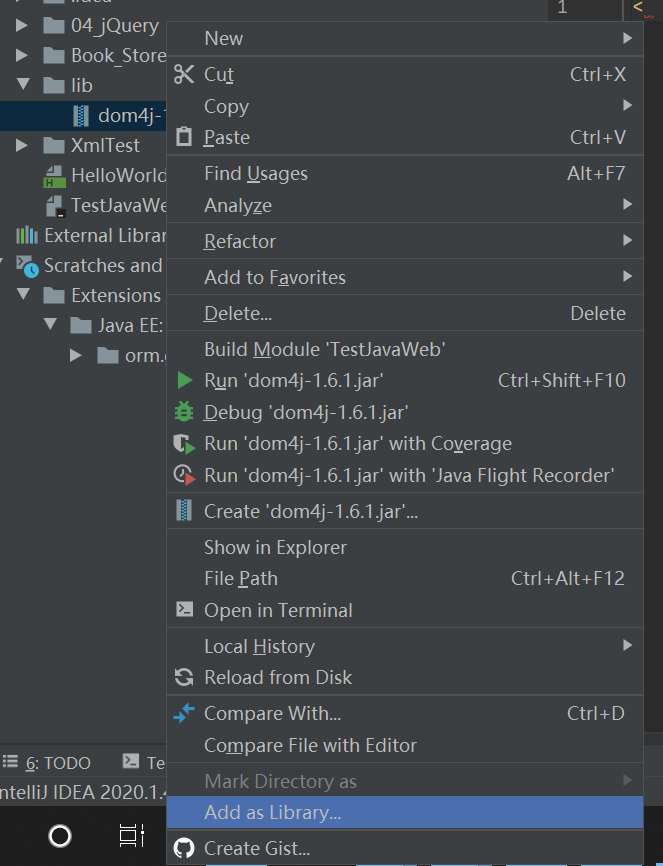 1 <
04_jQuery
Book_Store
lib
dom4j-1
XmlTest
HelloWorld
TestJavaWe
External Librar
Scratches and
Extensions
Java EE:
orm.
New
Cut Ctrl+X
Copy
Paste Ctrl+V
Find Usages Alt+F7
Analyze
Refactor
Add to Favorites
Delete... Delete
Build Module 'TestJavaWeb'
Run 'dom4j-1.6.1.jar' Ctrl+Shift+F10
Debug 'dom4j-1.6.1.jar'
Run 'dom4j-1.6.1.jar' with Coverage
Run 'dom4j-1.6.1.jar' with 'Java Flight Recorder'
Create 'dom4j-1.6.1.jar'...
Show in Explorer
File Path Ctrl+Alt+F12
Open in Terminal
Local History
Reload from Disk
Compare With... Ctrl+D
Compare File with Editor
Mark Directory as
Add as Library...
Create Gist...
6: TODO Te
ntelliJ IDEA 2020.1.4